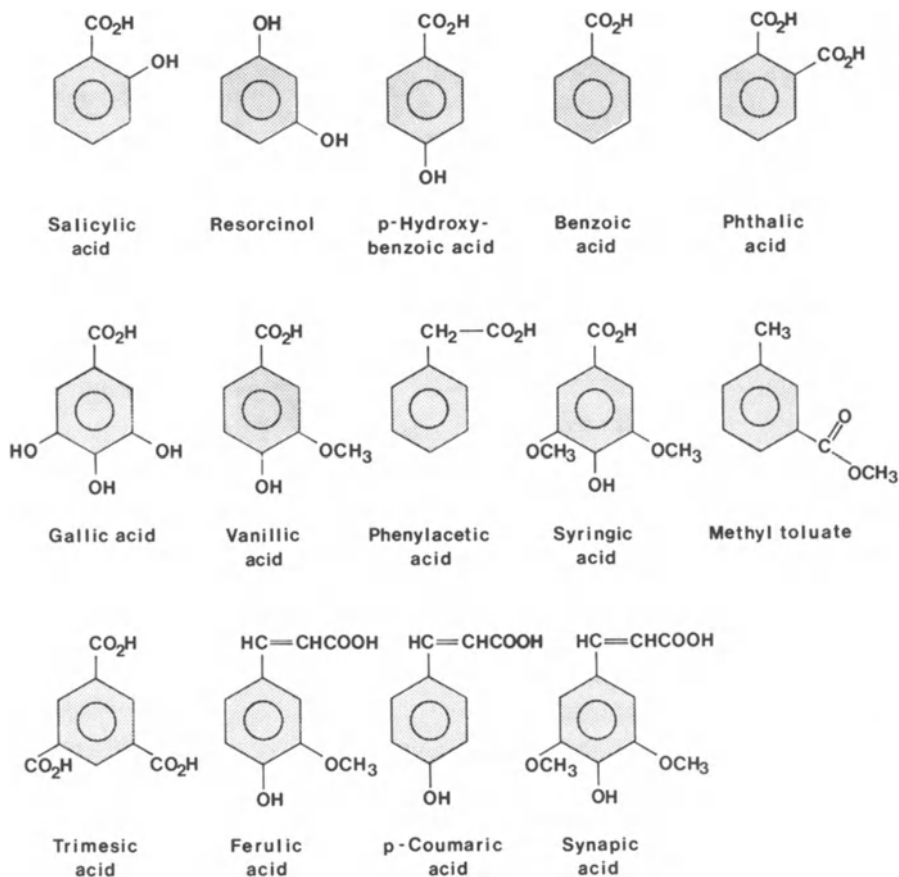 CO₂H OH CO₂H CO₂H CO₂H
OH CO₂H
OH
OH
Salicylic Resorcinol p-Hydroxy- Benzoic Phthalic
acid benzoic acid acid acid
CO₂H CO₂H CH₂—CO₂H CO₂H CH₃
O
HO OH OCH₃ OCH₃ OCH₃ C
OH OH OH OCH₃
Gallic acid Vanillic Phenylacetic Syringic Methyl toluate
acid acid acid
CO₂H HC=CHCOOH HC=CHCOOH HC=CHCOOH
CO₂H CO₂H OCH₃ OCH₃ OCH₃
OH OH OH
Trimesic Ferulic p-Coumaric Synapic
acid acid acid acid